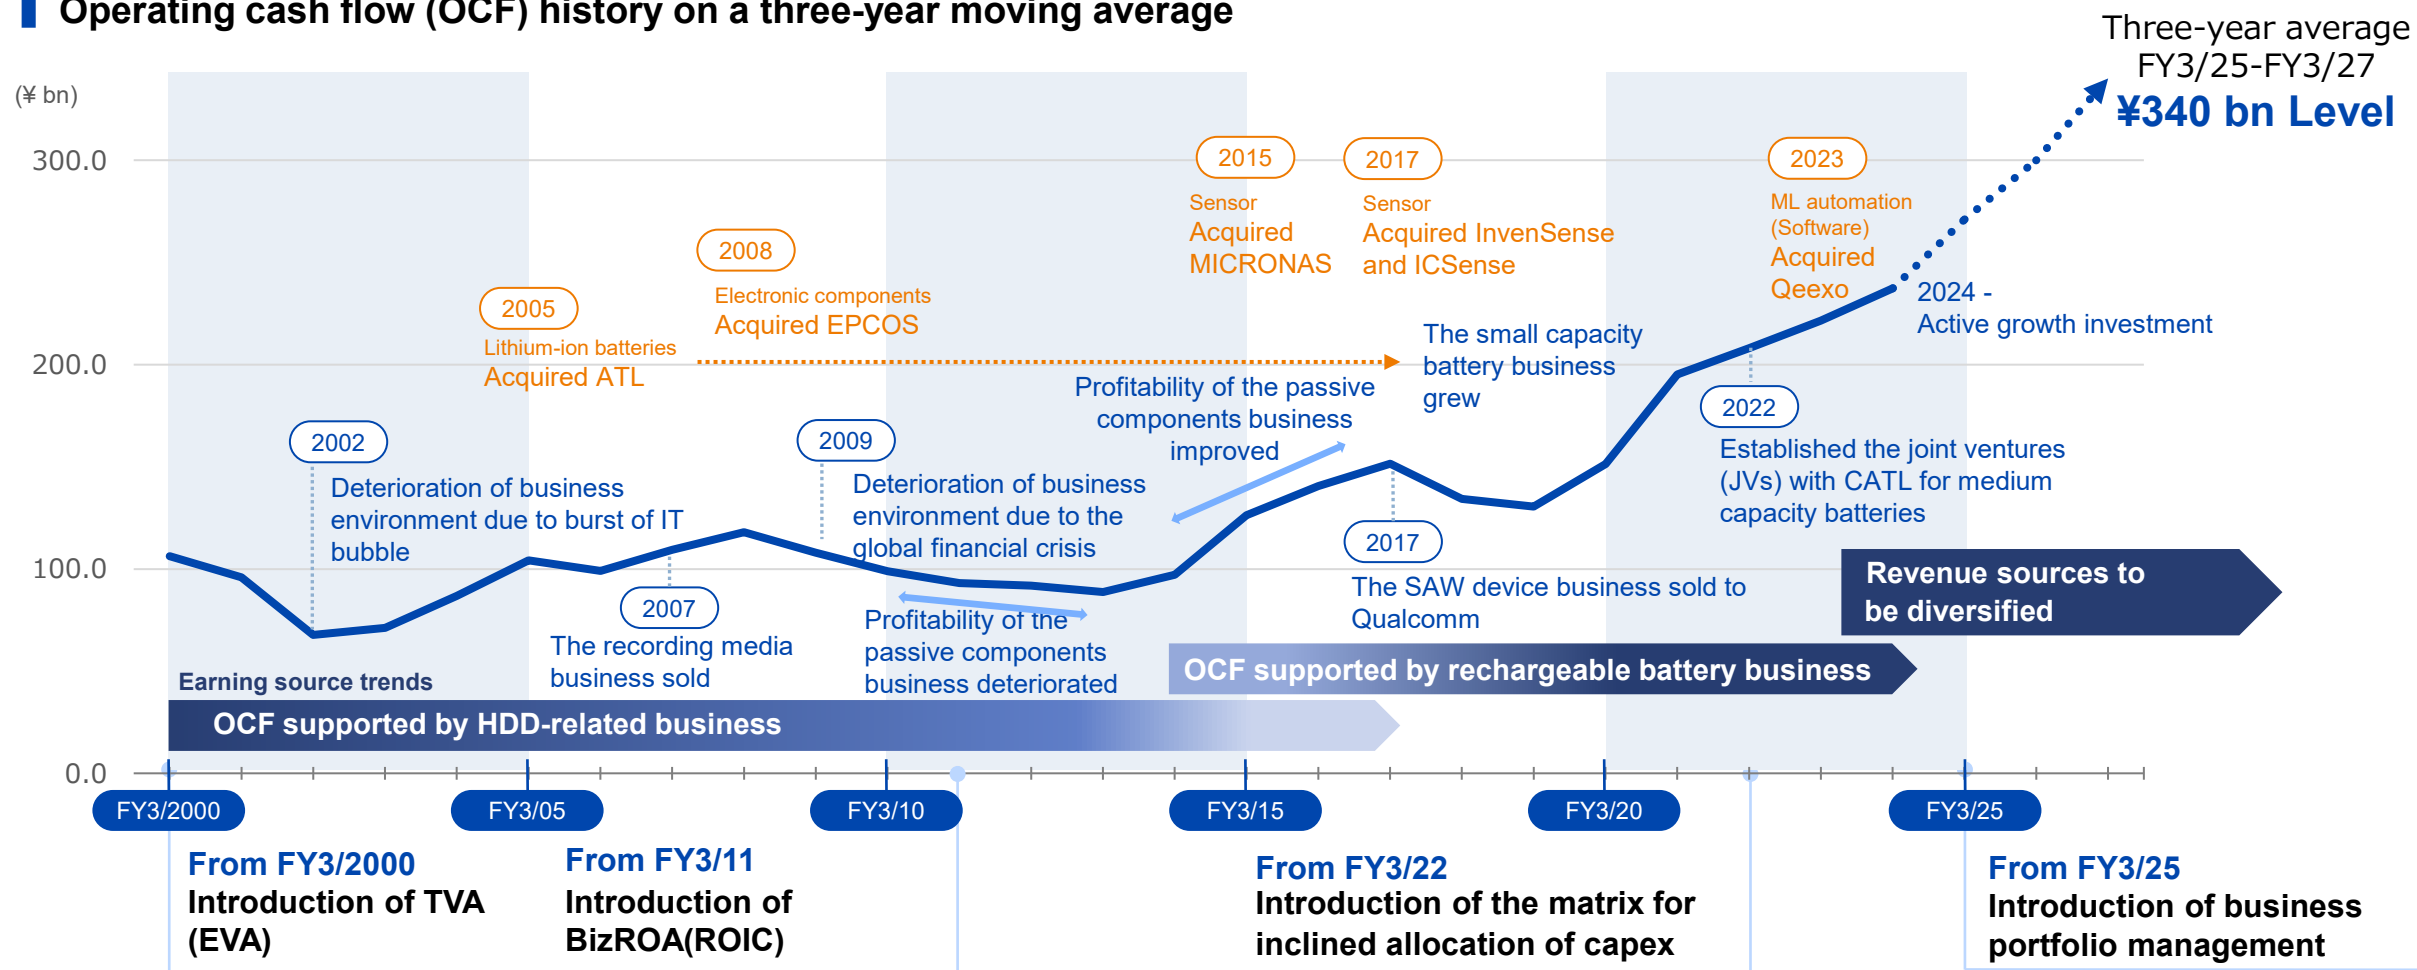 Operating cash flow (OCF) history on a three-year moving average
Three-year average
FY3/25-FY3/27
¥340 bn Level
(¥ bn)
300.0
200.0
100.0
0.0
2015
Sensor
Acquired
MICRONAS
2017
Sensor
Acquired InvenSense
and ICSense
2023
ML automation
(Software)
Acquired
Qeexo
2008
Electronic components
Acquired EPCOS
2005
Lithium-ion batteries
Acquired ATL
2024 -
Active growth investment
The small capacity
battery business
grew
Profitability of the passive
components business
improved
2002
Deterioration of business
environment due to burst of IT
bubble
2009
Deterioration of business
environment due to the
global financial crisis
2022
Established the joint ventures
(JVs) with CATL for medium
capacity batteries
2007
The recording media
business sold
Profitability of the
passive components
business deteriorated
2017
The SAW device business sold to
Qualcomm
Revenue sources to
be diversified
OCF supported by rechargeable battery business
Earning source trends
OCF supported by HDD-related business
FY3/2000
FY3/05
FY3/10
FY3/15
FY3/20
FY3/25
From FY3/2000
Introduction of TVA
(EVA)
From FY3/11
Introduction of
BizROA(ROIC)
From FY3/22
Introduction of the matrix for
inclined allocation of capex
From FY3/25
Introduction of business
portfolio management